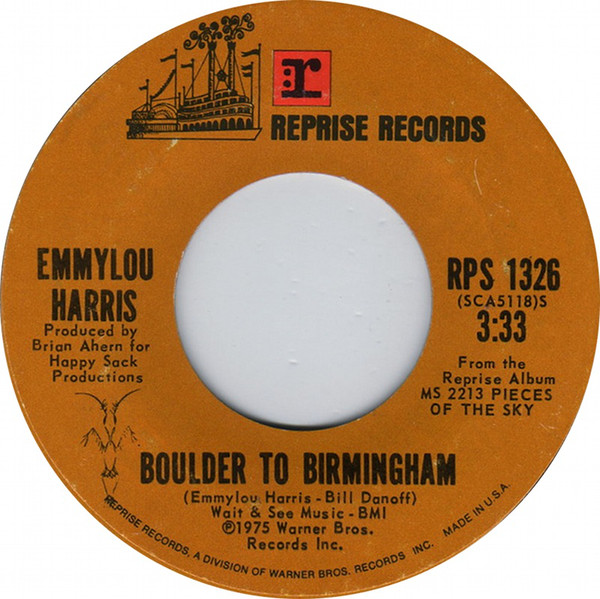 r
REPRISE RECORDS
EMMYLOU
HARRIS
Produced by
Brian Ahern for
Happy Sack
Productions
RPS 1326
(SCA5118)S
3:33
From the
Reprise Album
MS 2213 PIECES
OF THE SKY
BOULDER TO BIRMINGHAM
(Emmylou Harris - Bill Danoff)
Wait & See Music - BMI
℗1975 Warner Bros.
Records Inc.
REPRISE RECORDS, A DIVISION OF WARNER BROS. RECORDS INC. MADE IN U.S.A.